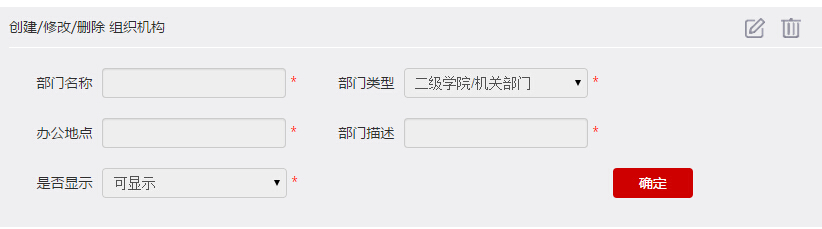 创建/修改/删除 组织机构
部门名称 * 部门类型 二级学院/机关部门 *
办公地点 * 部门描述 *
是否显示 可显示 * 确定